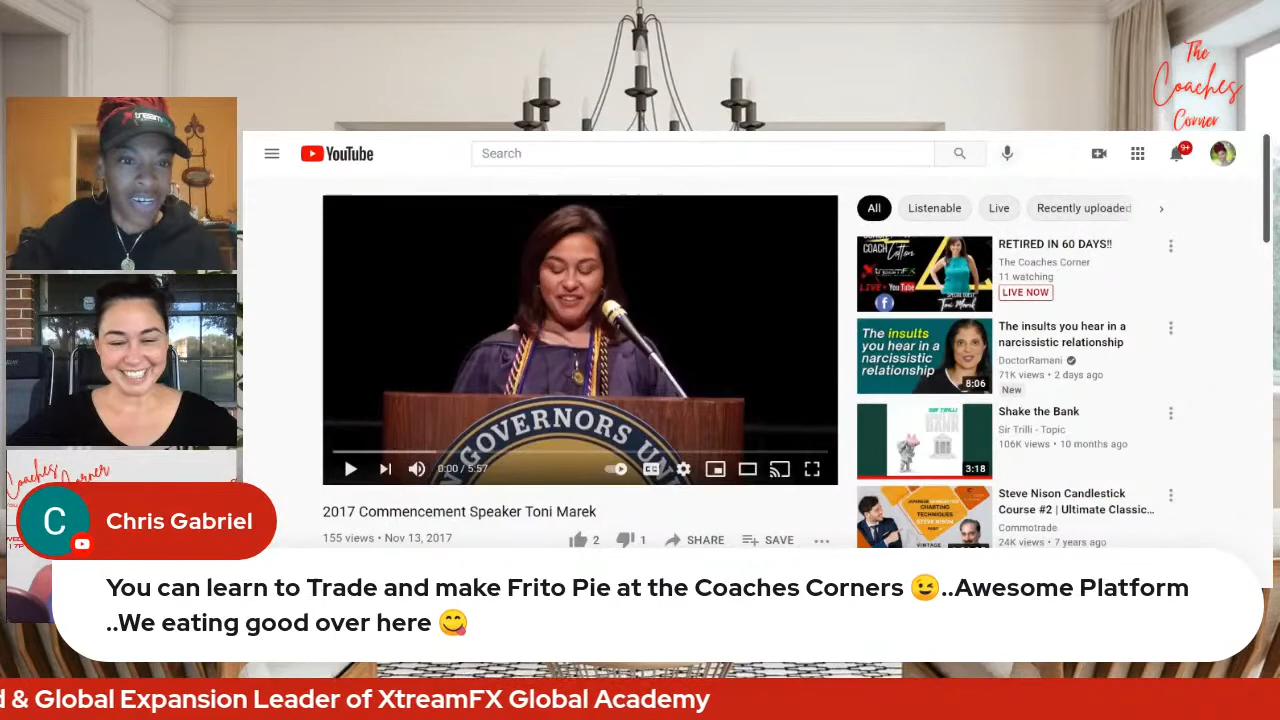 The
Coaches
Corner
YouTube
Search
9+
All
Listenable
Live
Recently uploaded
RETIRED IN 60 DAYS!!
The Coaches Corner
11 watching
LIVE NOW
The insults you hear in a
narcissistic relationship
DoctorRamani
71K views • 2 days ago
New
The insults
you hear in a
narcissistic
relationship
8:06
Shake the Bank
Sir Trilli - Topic
106K views • 10 months ago
3:18
Steve Nison Candlestick
Course #2 | Ultimate Classic...
Commotrade
24K views • 7 years ago
GOVERNORS
0:00 / 5:57
2017 Commencement Speaker Toni Marek
155 views • Nov 13, 2017
2
1
SHARE
SAVE
C
Chris Gabriel
You can learn to Trade and make Frito Pie at the Coaches Corners 😉..Awesome Platform
..We eating good over here 😋
d & Global Expansion Leader of XtreamFX Global Academy